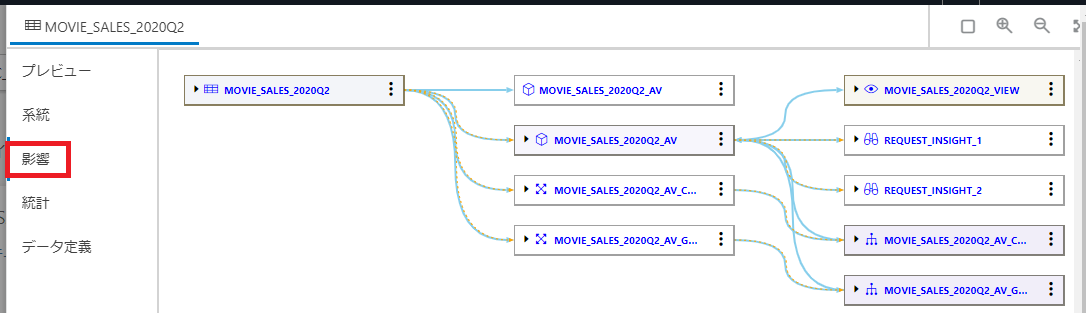 MOVIE_SALES_2020Q2
プレビュー
系統
影響
統計
データ定義
MOVIE_SALES_2020Q2
MOVIE_SALES_2020Q2_AV
MOVIE_SALES_2020Q2_AV
MOVIE_SALES_2020Q2_AV_C...
MOVIE_SALES_2020Q2_AV_G...
MOVIE_SALES_2020Q2_VIEW
REQUEST_INSIGHT_1
REQUEST_INSIGHT_2
MOVIE_SALES_2020Q2_AV_C...
MOVIE_SALES_2020Q2_AV_G...